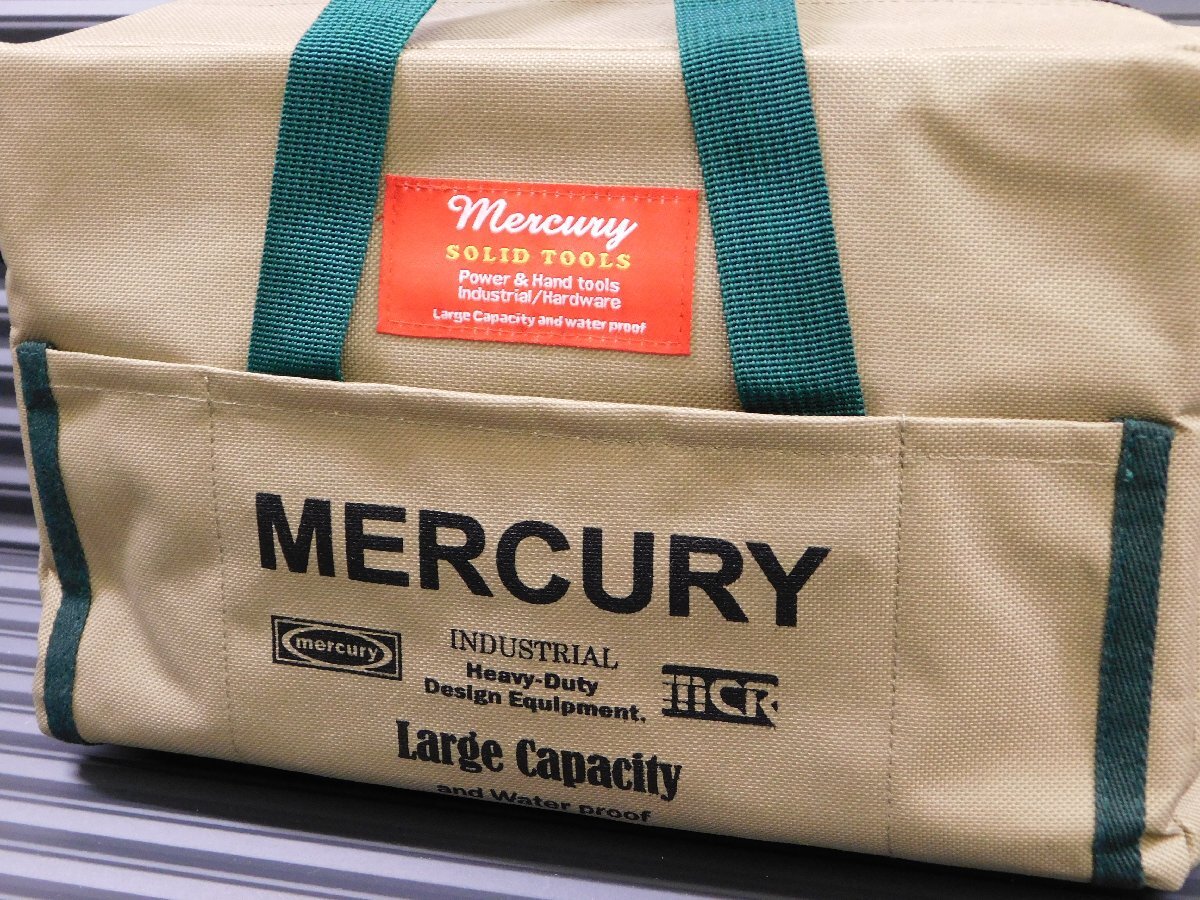 Mercury
SOLID TOOLS
Power & Hand tools
Industrial/Hardware
Large Capacity and water proof
MERCURY
mercury
INDUSTRIAL
Heavy-Duty
Design Equipment.
MCR
Large Capacity
and Water proof